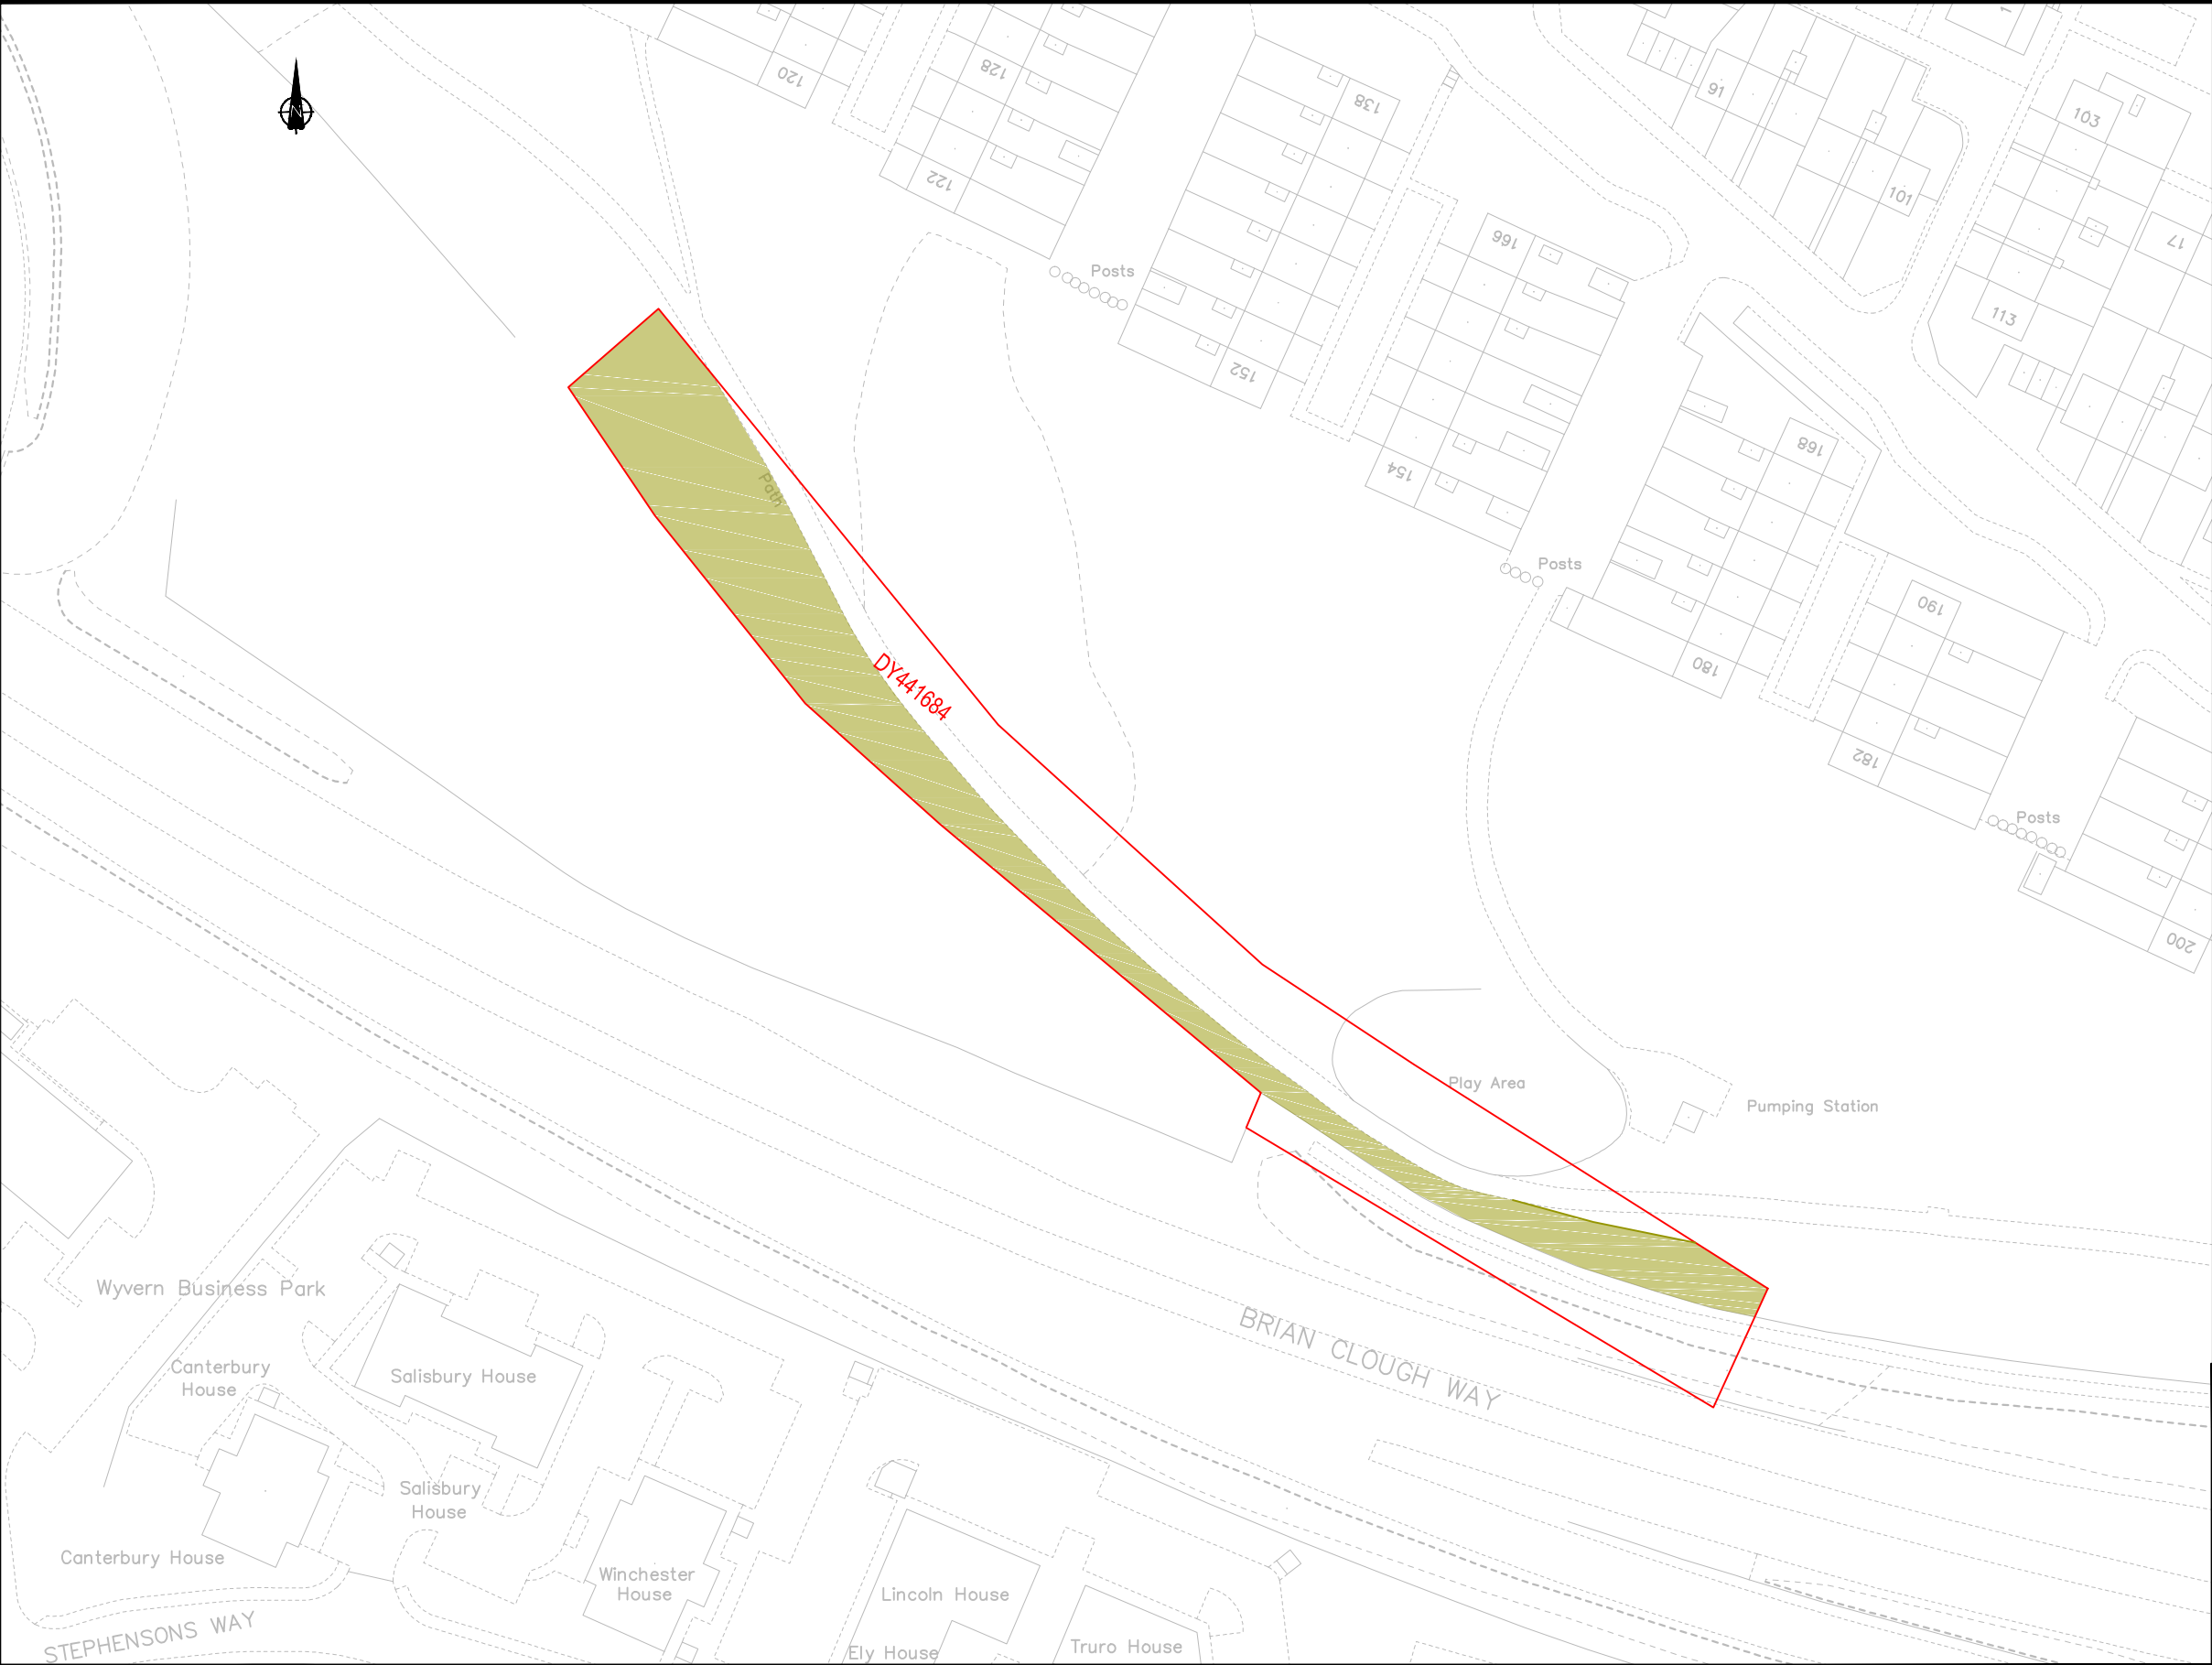 N
120
128
122
138
152
166
154
91
101
103
17
113
1
168
180
190
182
200
Posts
Posts
Posts
Path
DY441684
Play Area
Pumping Station
BRIAN CLOUGH WAY
Wyvern Business Park
Canterbury
House
Salisbury House
Salisbury
House
Canterbury House
Winchester
House
Lincoln House
Ely House
Truro House
STEPHENSONS WAY